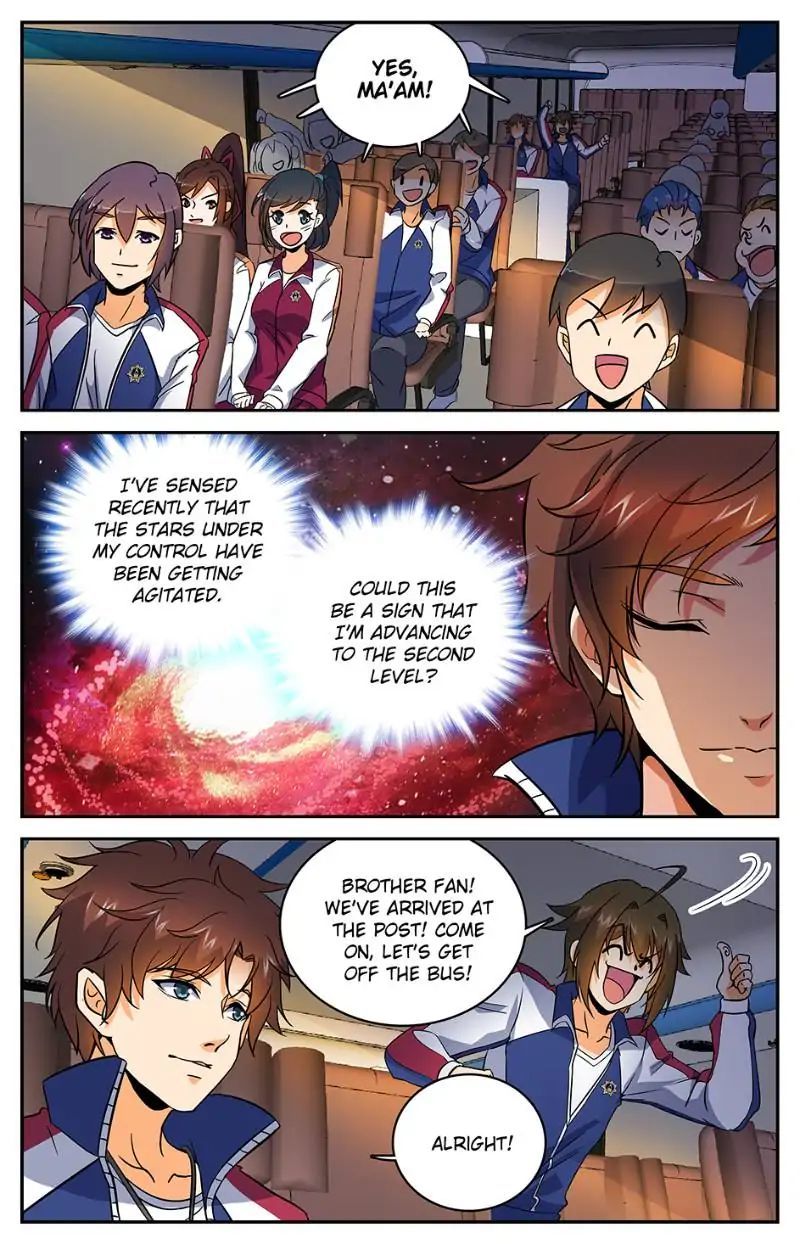 YES,
MA'AM!
I'VE SENSED
RECENTLY THAT
THE STARS UNDER
MY CONTROL HAVE
BEEN GETTING
AGITATED.
COULD THIS
BE A SIGN THAT
I'M ADVANCING
TO THE SECOND
LEVEL?
BROTHER FAN!
WE'VE ARRIVED AT
THE POST! COME
ON, LET'S GET
OFF THE BUS!
ALRIGHT!